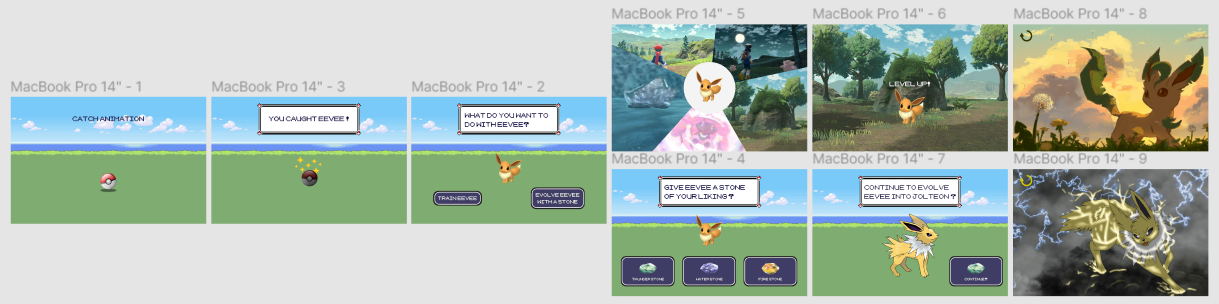 MacBook Pro 14" - 5
MacBook Pro 14" - 6
MacBook Pro 14" - 8
MacBook Pro 14" - 1
MacBook Pro 14" - 3
MacBook Pro 14" - 2
CATCH ANIMATION
YOU CAUGHT EEVEE !
WHAT DO YOU WANT TO
DO WITH EEVEE?
TRAIN EEVEE
EVOLVE EEVEE
WITH A STONE
LEVEL UP!
MacBook Pro 14" - 4
MacBook Pro 14" - 7
MacBook Pro 14" - 9
GIVE EEVEE A STONE
OF YOUR LIKING ?
THUNDER STONE
WATER STONE
FIRE STONE
CONTINUE TO EVOLVE
EEVEE INTO JOLTEON ?
CONTINUE?